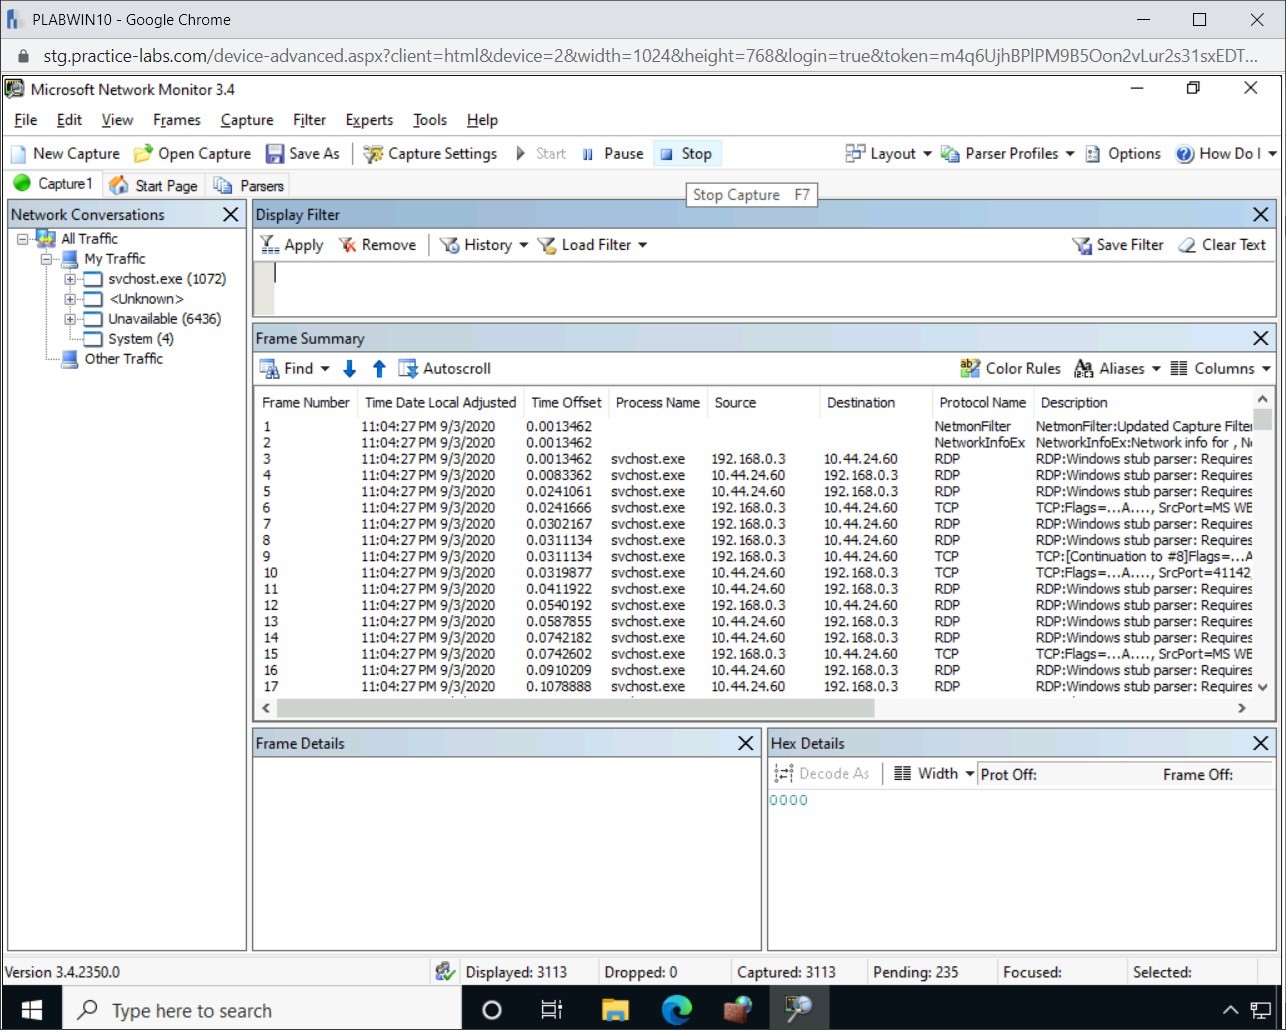 PLABWIN10 - Google Chrome
stg.practice-labs.com/device-advanced.aspx?client=html&device=2&width=1024&height=768&login=true&token=m4q6UjhBPlPM9B5Oon2vLur2s31sxEDT...
Microsoft Network Monitor 3.4
File Edit View Frames Capture Filter Experts Tools Help
New Capture Open Capture Save As Capture Settings Start Pause Stop Layout Parser Profiles Options How Do I
Capture1 Start Page Parsers
Stop Capture F7
Network Conversations
All Traffic
My Traffic
svchost.exe (1072)
<Unknown>
Unavailable (6436)
System (4)
Other Traffic
Display Filter
Apply Remove History Load Filter Save Filter Clear Text
Frame Summary
Find Autoscroll Color Rules Aliases Columns
Frame Number Time Date Local Adjusted Time Offset Process Name Source Destination Protocol Name Description
1 11:04:27 PM 9/3/2020 0.0013462 NetmonFilter NetmonFilter:Updated Capture Filter
2 11:04:27 PM 9/3/2020 0.0013462 NetworkInfoEx NetworkInfoEx:Network info for , Ne
3 11:04:27 PM 9/3/2020 0.0013462 svchost.exe 192.168.0.3 10.44.24.60 RDP RDP:Windows stub parser: Requires
4 11:04:27 PM 9/3/2020 0.0083362 svchost.exe 10.44.24.60 192.168.0.3 RDP RDP:Windows stub parser: Requires
5 11:04:27 PM 9/3/2020 0.0241061 svchost.exe 10.44.24.60 192.168.0.3 RDP RDP:Windows stub parser: Requires
6 11:04:27 PM 9/3/2020 0.0241666 svchost.exe 192.168.0.3 10.44.24.60 TCP TCP:Flags=...A...., SrcPort=MS WE
7 11:04:27 PM 9/3/2020 0.0302167 svchost.exe 192.168.0.3 10.44.24.60 RDP RDP:Windows stub parser: Requires
8 11:04:27 PM 9/3/2020 0.0311134 svchost.exe 192.168.0.3 10.44.24.60 RDP RDP:Windows stub parser: Requires
9 11:04:27 PM 9/3/2020 0.0311134 svchost.exe 192.168.0.3 10.44.24.60 TCP TCP:[Continuation to #8]Flags=...A
10 11:04:27 PM 9/3/2020 0.0319877 svchost.exe 10.44.24.60 192.168.0.3 TCP TCP:Flags=...A...., SrcPort=41142,
11 11:04:27 PM 9/3/2020 0.0411922 svchost.exe 10.44.24.60 192.168.0.3 RDP RDP:Windows stub parser: Requires
12 11:04:27 PM 9/3/2020 0.0540192 svchost.exe 192.168.0.3 10.44.24.60 RDP RDP:Windows stub parser: Requires
13 11:04:27 PM 9/3/2020 0.0587855 svchost.exe 10.44.24.60 192.168.0.3 RDP RDP:Windows stub parser: Requires
14 11:04:27 PM 9/3/2020 0.0742182 svchost.exe 10.44.24.60 192.168.0.3 RDP RDP:Windows stub parser: Requires
15 11:04:27 PM 9/3/2020 0.0742602 svchost.exe 192.168.0.3 10.44.24.60 TCP TCP:Flags=...A...., SrcPort=MS WE
16 11:04:27 PM 9/3/2020 0.0910209 svchost.exe 10.44.24.60 192.168.0.3 RDP RDP:Windows stub parser: Requires
17 11:04:27 PM 9/3/2020 0.1078888 svchost.exe 10.44.24.60 192.168.0.3 RDP RDP:Windows stub parser: Requires
Frame Details
Hex Details
Decode As Width Prot Off: Frame Off:
0000
Version 3.4.2350.0 Displayed: 3113 Dropped: 0 Captured: 3113 Pending: 235 Focused: Selected:
Type here to search